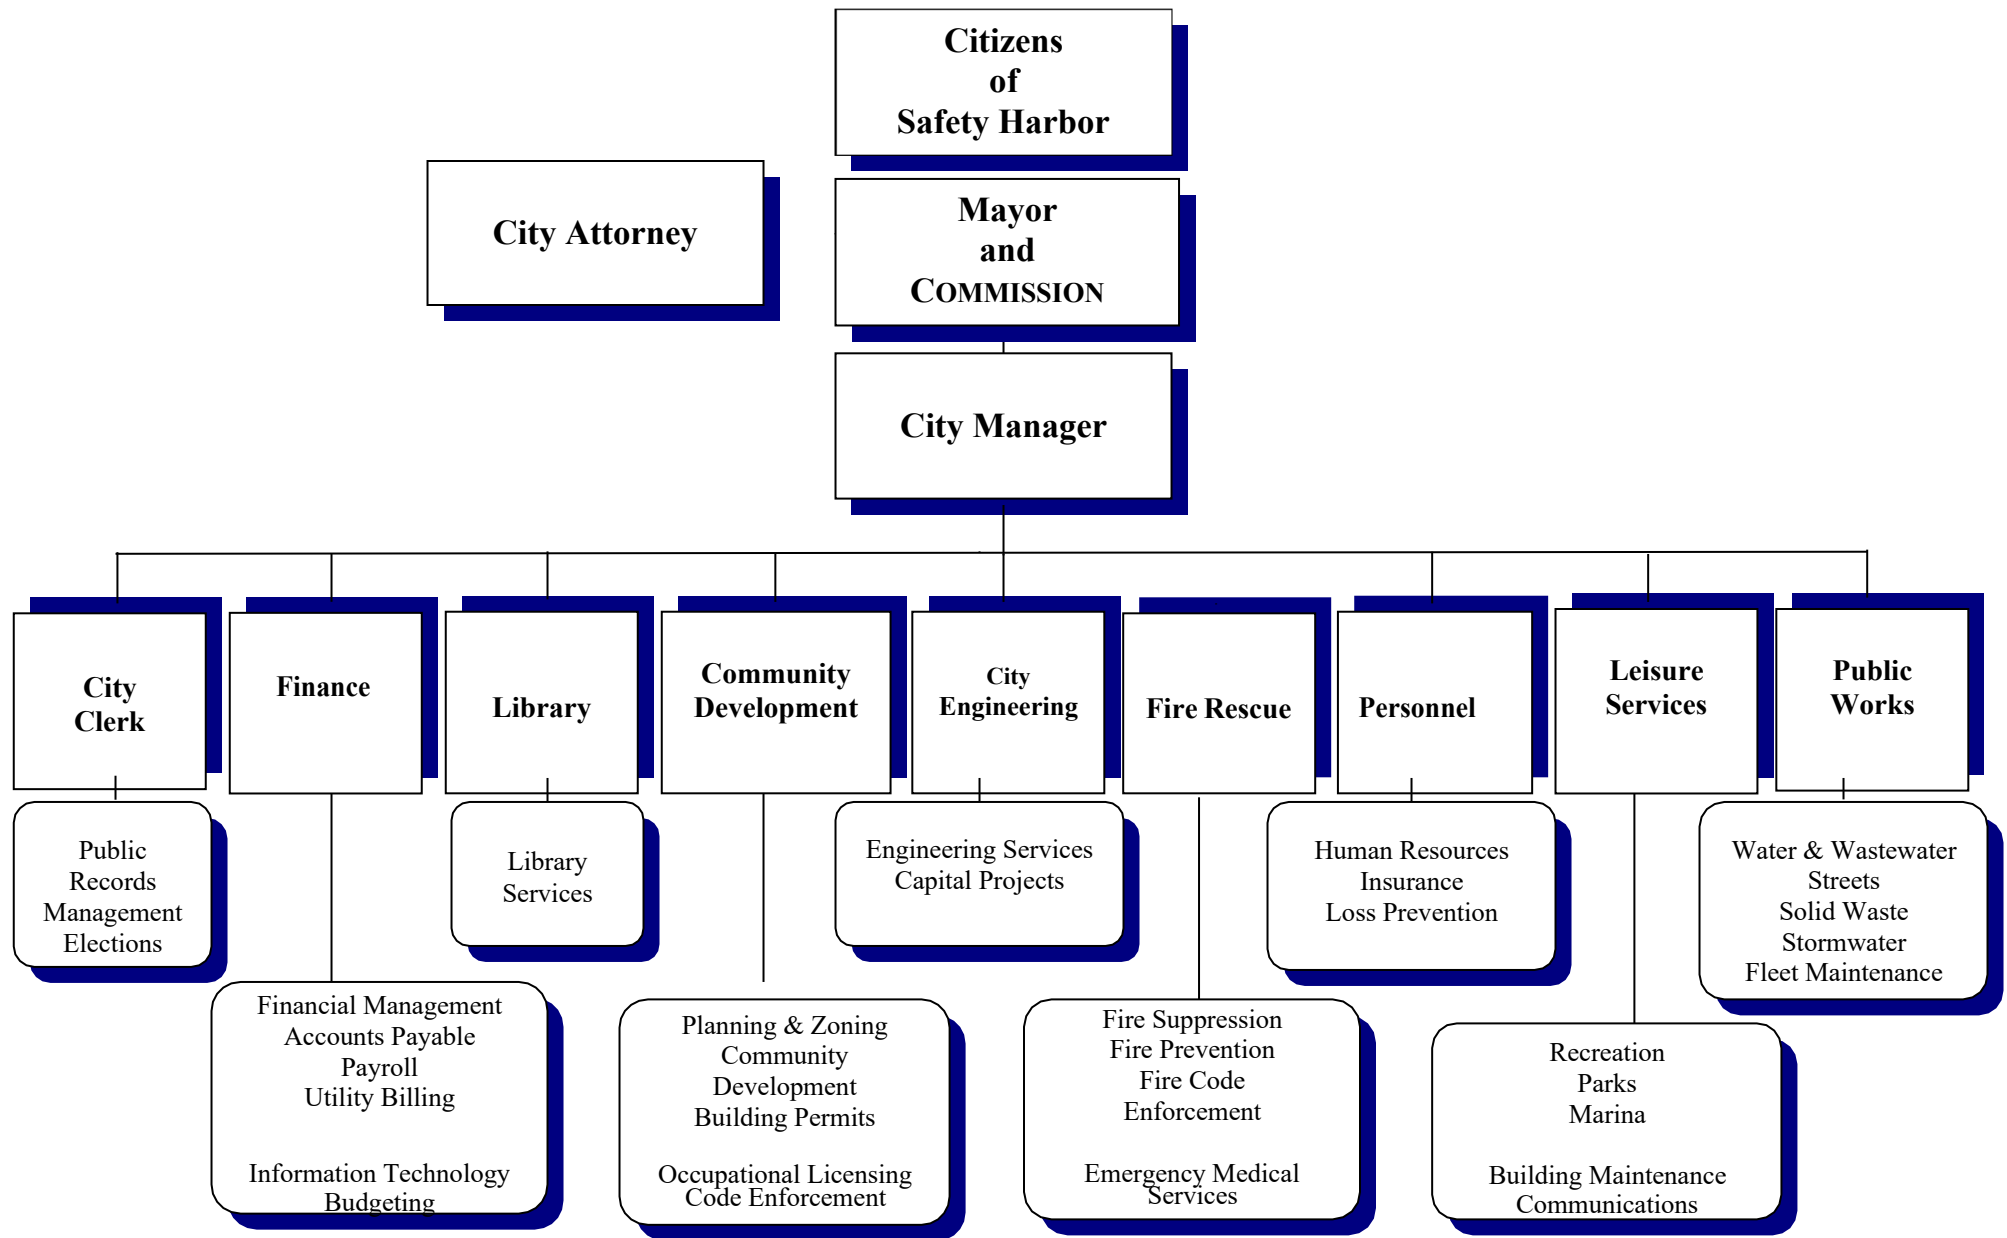 Citizens
of
Safety Harbor
City Attorney
Mayor
and
COMMISSION
City Manager
City
Clerk
Finance
Library
Community
Development
City
Engineering
Fire Rescue
Personnel
Leisure
Services
Public
Works
Public
Records
Management
Elections
Library
Services
Engineering Services
Capital Projects
Human Resources
Insurance
Loss Prevention
Water & Wastewater
Streets
Solid Waste
Stormwater
Fleet Maintenance
Financial Management
Accounts Payable
Payroll
Utility Billing
Information Technology
Budgeting
Planning & Zoning
Community
Development
Building Permits
Occupational Licensing
Code Enforcement
Fire Suppression
Fire Prevention
Fire Code
Enforcement
Emergency Medical
Services
Recreation
Parks
Marina
Building Maintenance
Communications